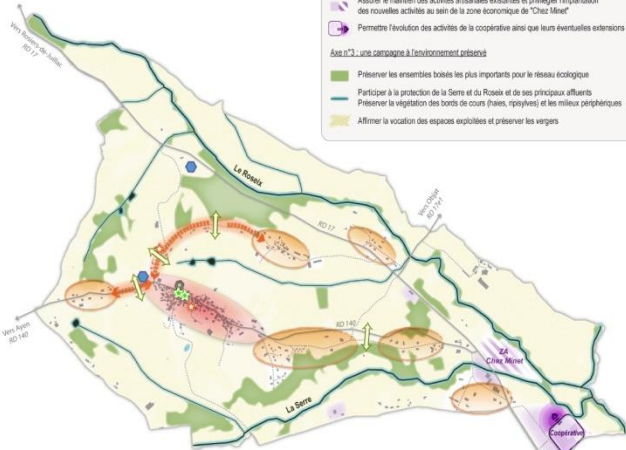 Assurer le maintien des activités artisanales existantes et privilégier l'implantation
des nouvelles activités au sein de la zone économique de "Chez Minet"
Permettre l'évolution des activités de la coopérative ainsi que leurs éventuelles extensions
Axe n°3 : une campagne à l'environnement préservé
Préserver les ensembles boisés les plus importants pour le réseau écologique
Participer à la protection de la Serre et du Roseix et de ses principaux affluents
Préserver la végétation des bords de cours (haies, ripisylves) et les milieux périphériques
Affirmer la vocation des espaces exploitées et préserver les vergers
Vers Rosiers-de-Juillac
RD 17
Le Roseix
RD 17
Vers Objat
RD 17e1
Vers Ayen
RD 140
RD 140
ZA
Chez Minet
La Serre
Coopérative